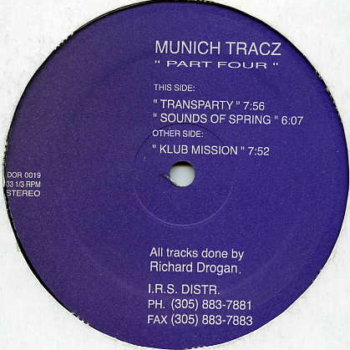 MUNICH TRACZ
" PART FOUR "
THIS SIDE:
" TRANSPARTY " 7:56
" SOUNDS OF SPRING " 6:07
OTHER SIDE:
" KLUB MISSION " 7:52
DOR 0019
33 1/3 RPM
STEREO
All tracks done by
Richard Drogan.
I.R.S. DISTR.
PH. (305) 883-7881
FAX (305) 883-7883